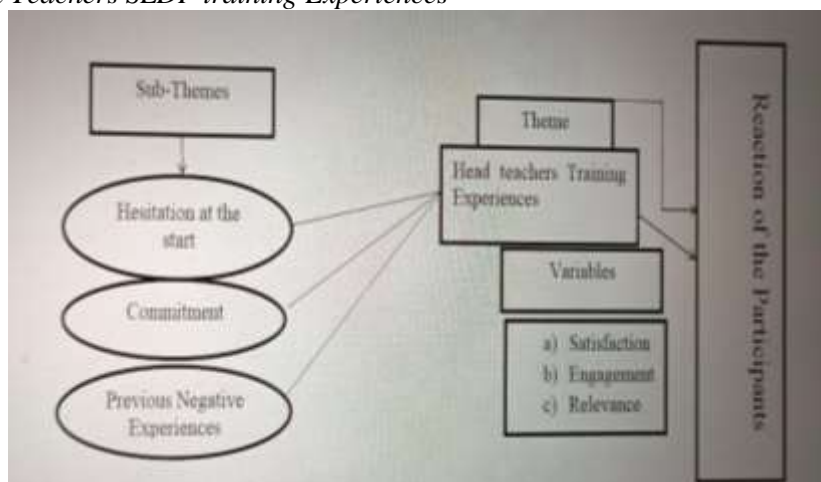 Teachers SLDP training Experiences
Sub-Themes
Hesitation at the
start
Commitment
Previous Negative
Experiences
Theme
Head teachers Training
Experiences
Variables
a) Satisfaction
b) Engagement
c) Relevance
Reaction of the Participants